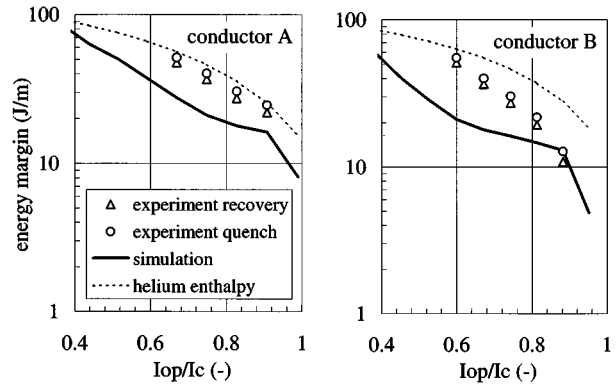 conductor A
conductor B
energy margin (J/m)
100
10
1
experiment recovery
experiment quench
simulation
helium enthalpy
0.4
0.6
0.8
1
Iop/Ic (-)
100
10
1
0.4
0.6
0.8
1
Iop/Ic (-)